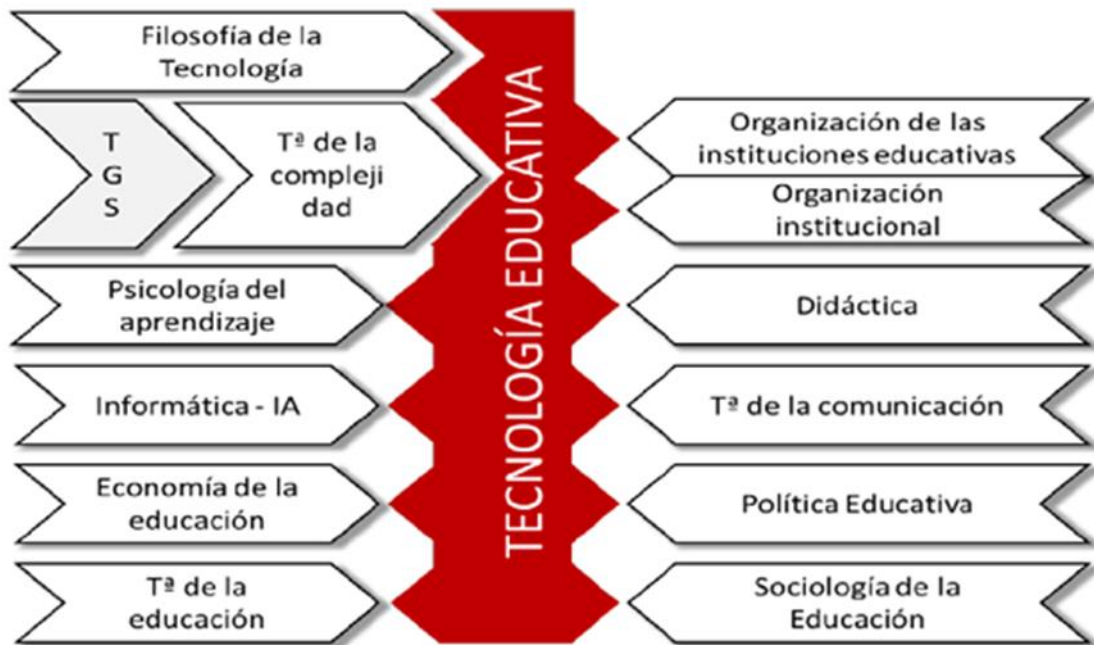 Filosofía de la
Tecnología
T
G
S
Tª de la
compleji
dad
Psicología del
aprendizaje
Informática - IA
Economía de la
educación
Tª de la
educación
TECNOLOGÍA EDUCATIVA
Organización de las
instituciones educativas
Organización
institucional
Didáctica
Tª de la comunicación
Política Educativa
Sociología de la
Educación